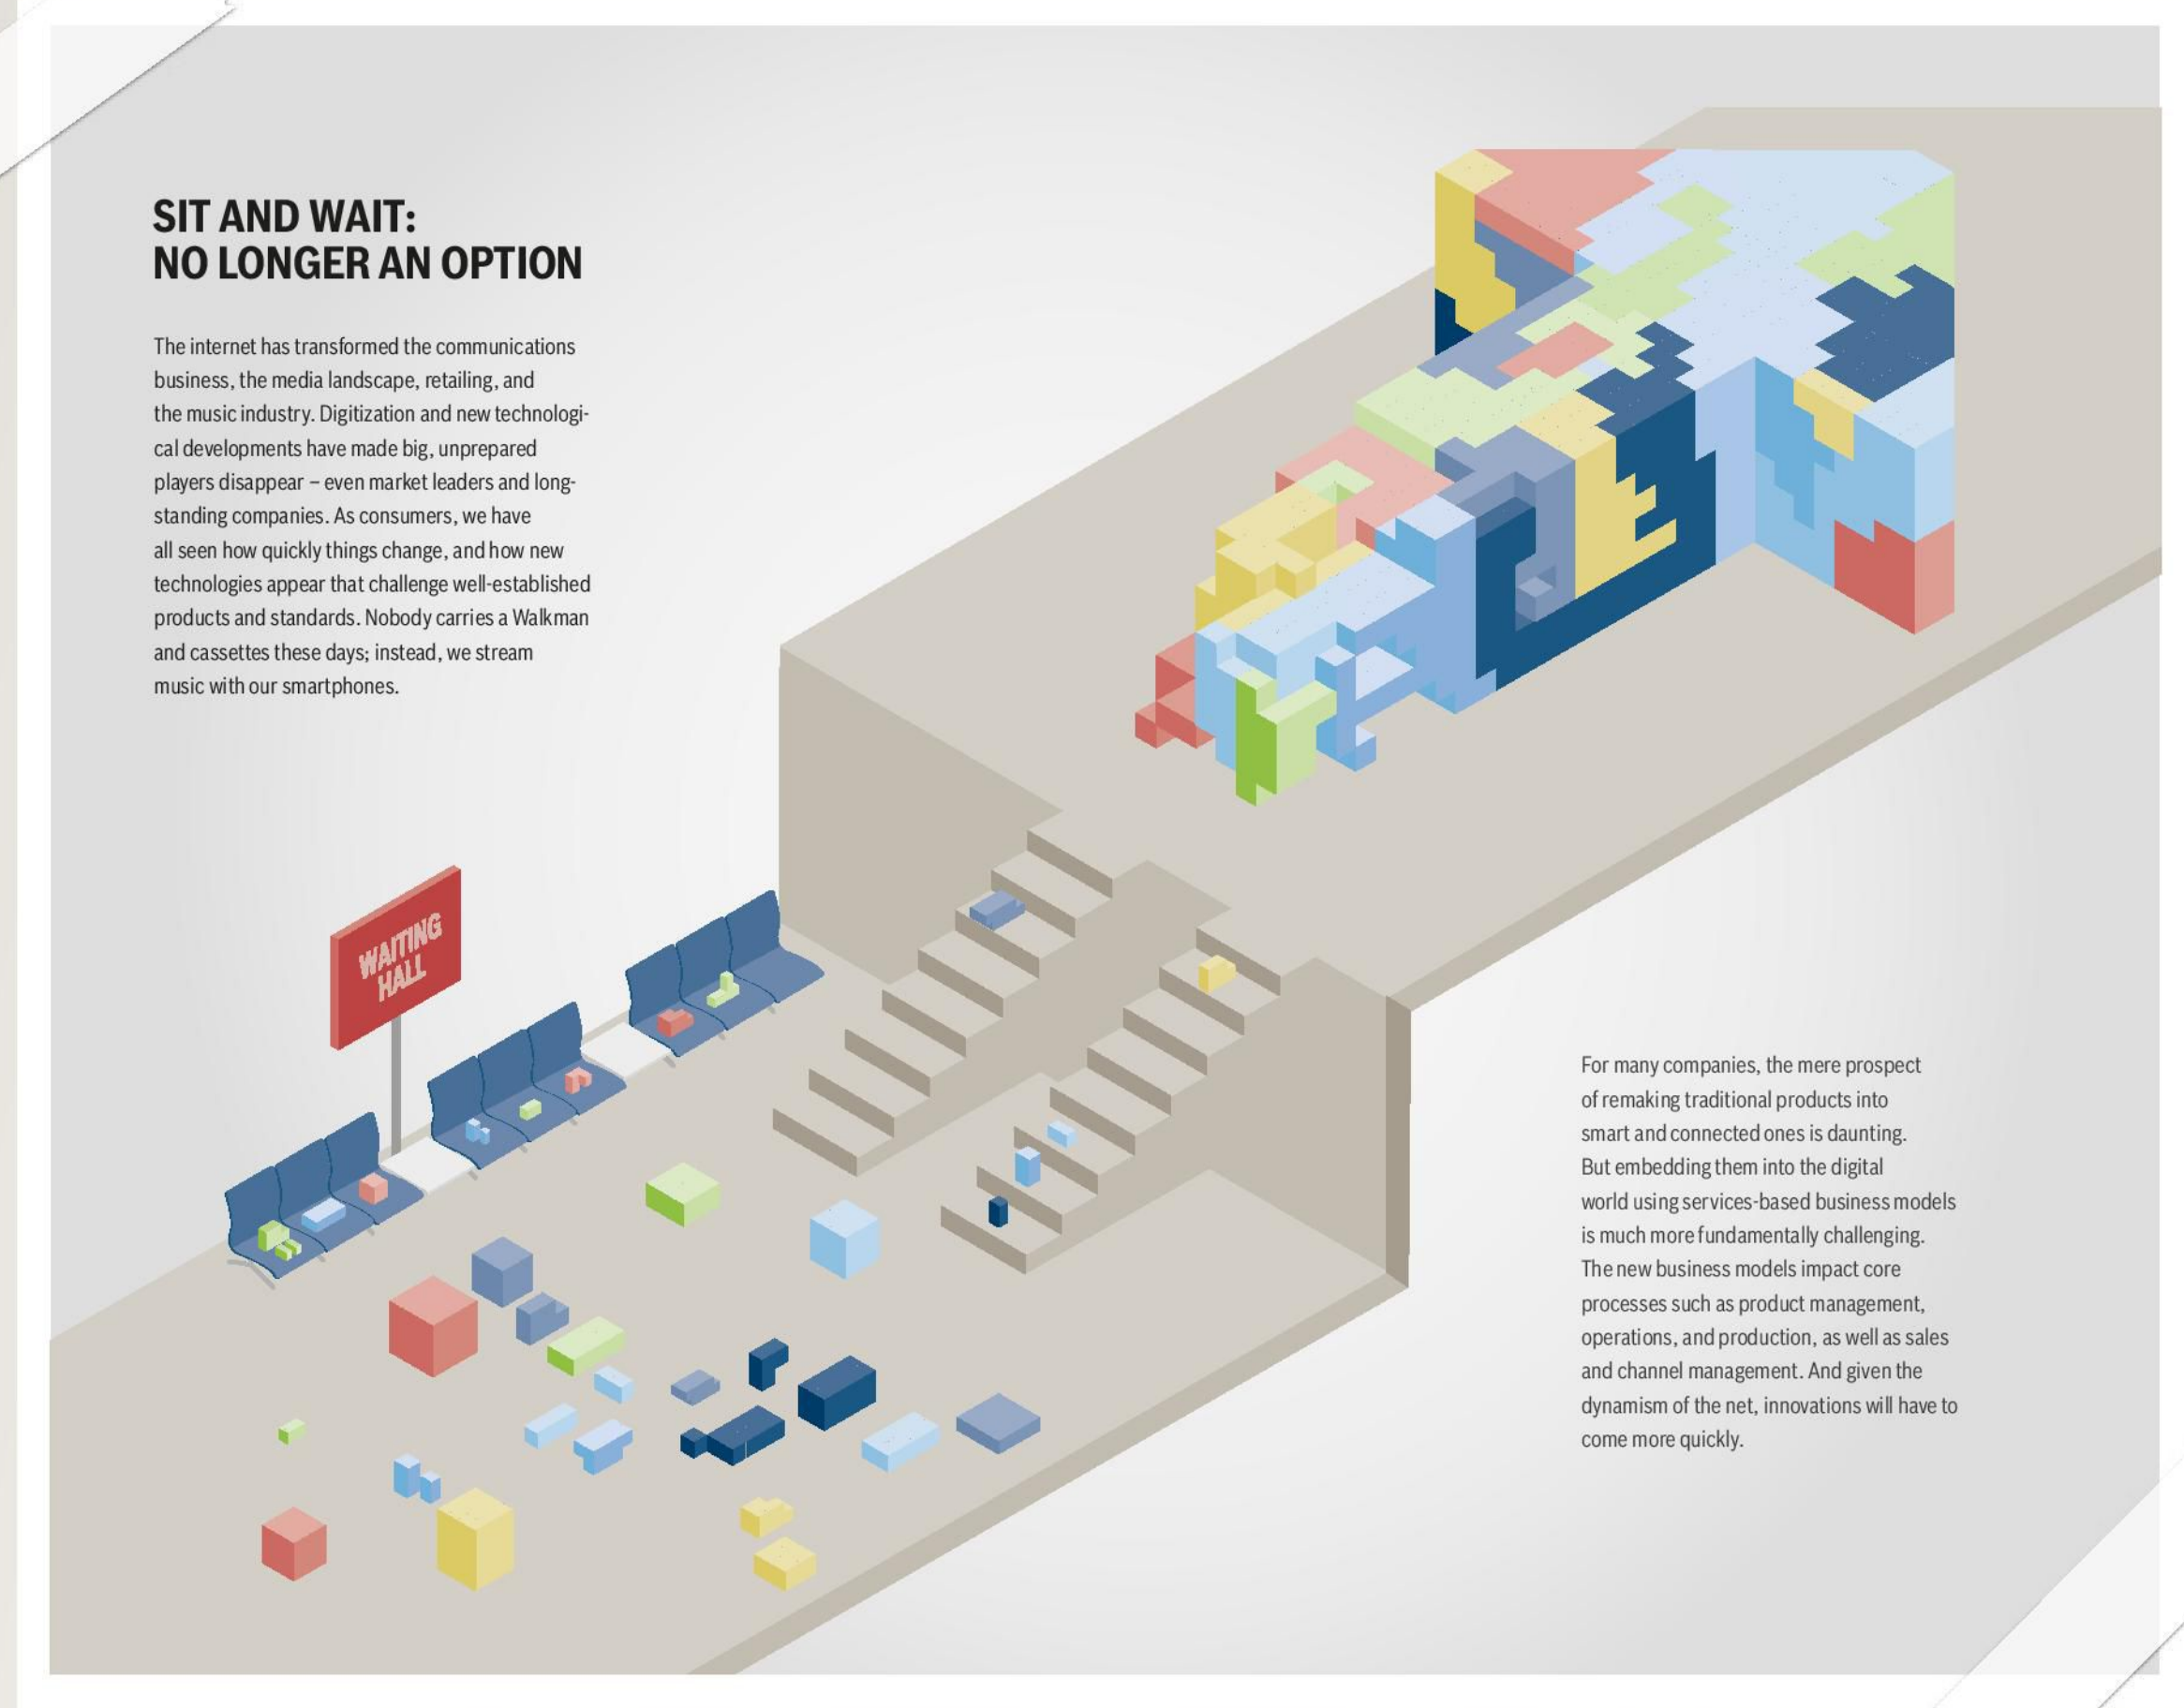 SIT AND WAIT:
NO LONGER AN OPTION
The internet has transformed the communications
business, the media landscape, retailing, and
the music industry. Digitization and new technologi-
cal developments have made big, unprepared
players disappear – even market leaders and long-
standing companies. As consumers, we have
all seen how quickly things change, and how new
technologies appear that challenge well-established
products and standards. Nobody carries a Walkman
and cassettes these days; instead, we stream
music with our smartphones.
WAITING
HALL
For many companies, the mere prospect
of remaking traditional products into
smart and connected ones is daunting.
But embedding them into the digital
world using services-based business models
is much more fundamentally challenging.
The new business models impact core
processes such as product management,
operations, and production, as well as sales
and channel management. And given the
dynamism of the net, innovations will have to
come more quickly.